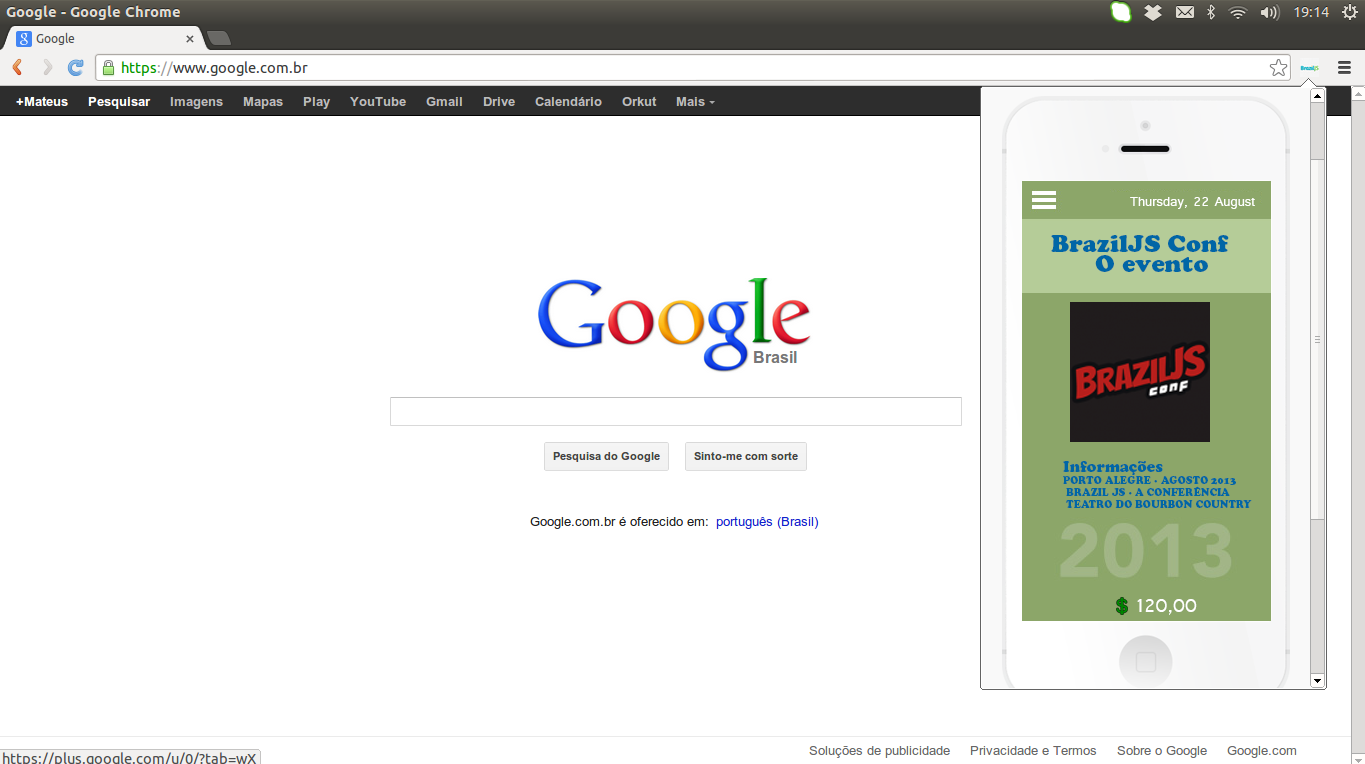 Google - Google Chrome
19:14
Google
https://www.google.com.br
BrazilJS
+Mateus Pesquisar Imagens Mapas Play YouTube Gmail Drive Calendário Orkut Mais
Google
Brasil
Pesquisa do Google Sinto-me com sorte
Google.com.br é oferecido em: português (Brasil)
Thursday, 22 August
BrazilJS Conf
O evento
BRAZILJS
conf
Informações
PORTO ALEGRE - AGOSTO 2013
BRAZIL JS - A CONFERÊNCIA
TEATRO DO BOURBON COUNTRY
2013
$ 120,00
Soluções de publicidade Privacidade e Termos Sobre o Google Google.com
https://plus.google.com/u/0/?tab=wX